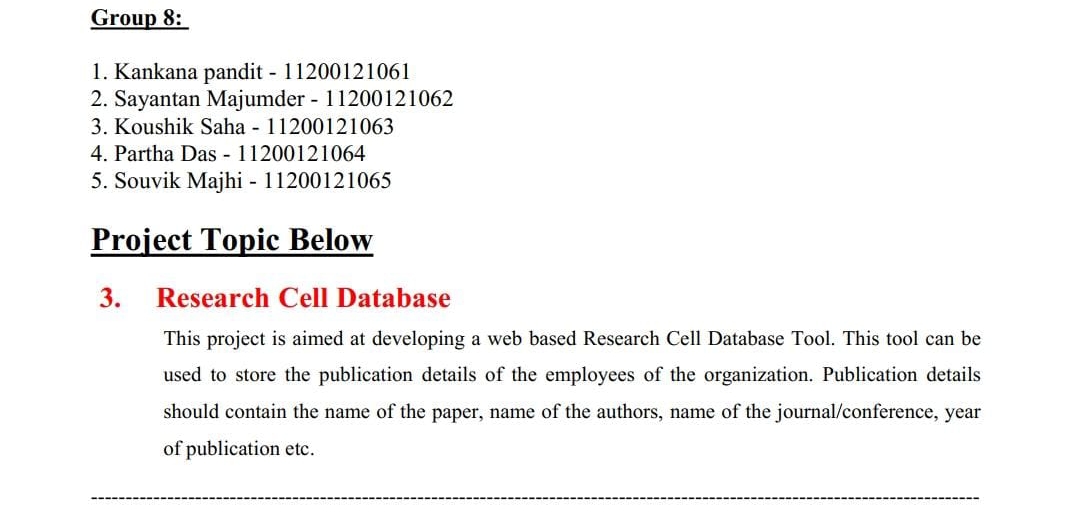 Group 8:
1. Kankana pandit - 11200121061
2. Sayantan Majumder - 11200121062
3. Koushik Saha - 11200121063
4. Partha Das - 11200121064
5. Souvik Majhi - 11200121065
Project Topic Below
3. Research Cell Database
This project is aimed at developing a web based Research Cell Database Tool. This tool can be
used to store the publication details of the employees of the organization. Publication details
should contain the name of the paper, name of the authors, name of the journal/conference, year
of publication etc.
--------------------------------------------------------------------------------------------------------------------------------